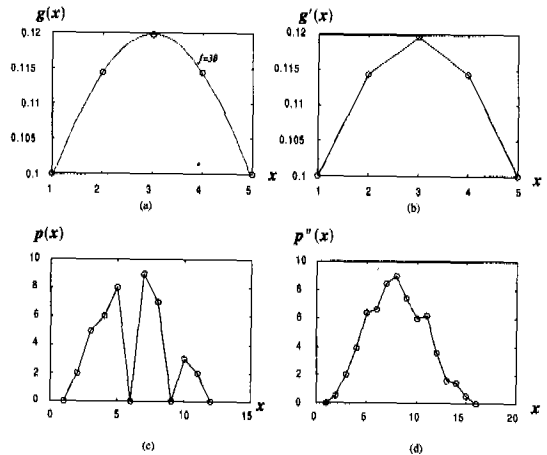 g(x)
g'(x)
0.12
0.115
0.11
0.105
0.1
f=30
1 2 3 4 5 x
(a)
0.12
0.115
0.11
0.105
0.1
1 2 3 4 5 x
(b)
p(x)
p"(x)
10
8
6
4
2
0
0 5 10 15 x
(c)
10
8
6
4
2
0
0 5 10 15 20 x
(d)